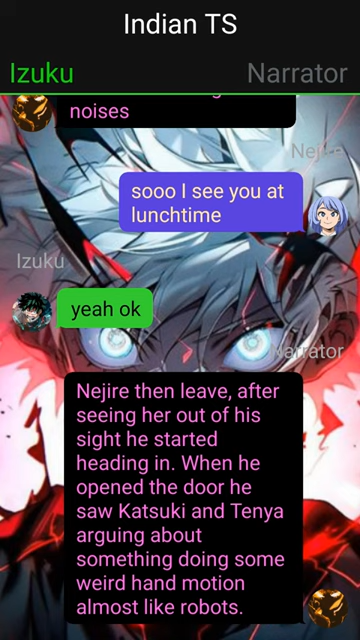 Indian TS
Izuku
Narrator
noises
Nejire
sooo I see you at
lunchtime
Izuku
yeah ok
Narrator
Nejire then leave, after
seeing her out of his
sight he started
heading in. When he
opened the door he
saw Katsuki and Tenya
arguing about
something doing some
weird hand motion
almost like robots.